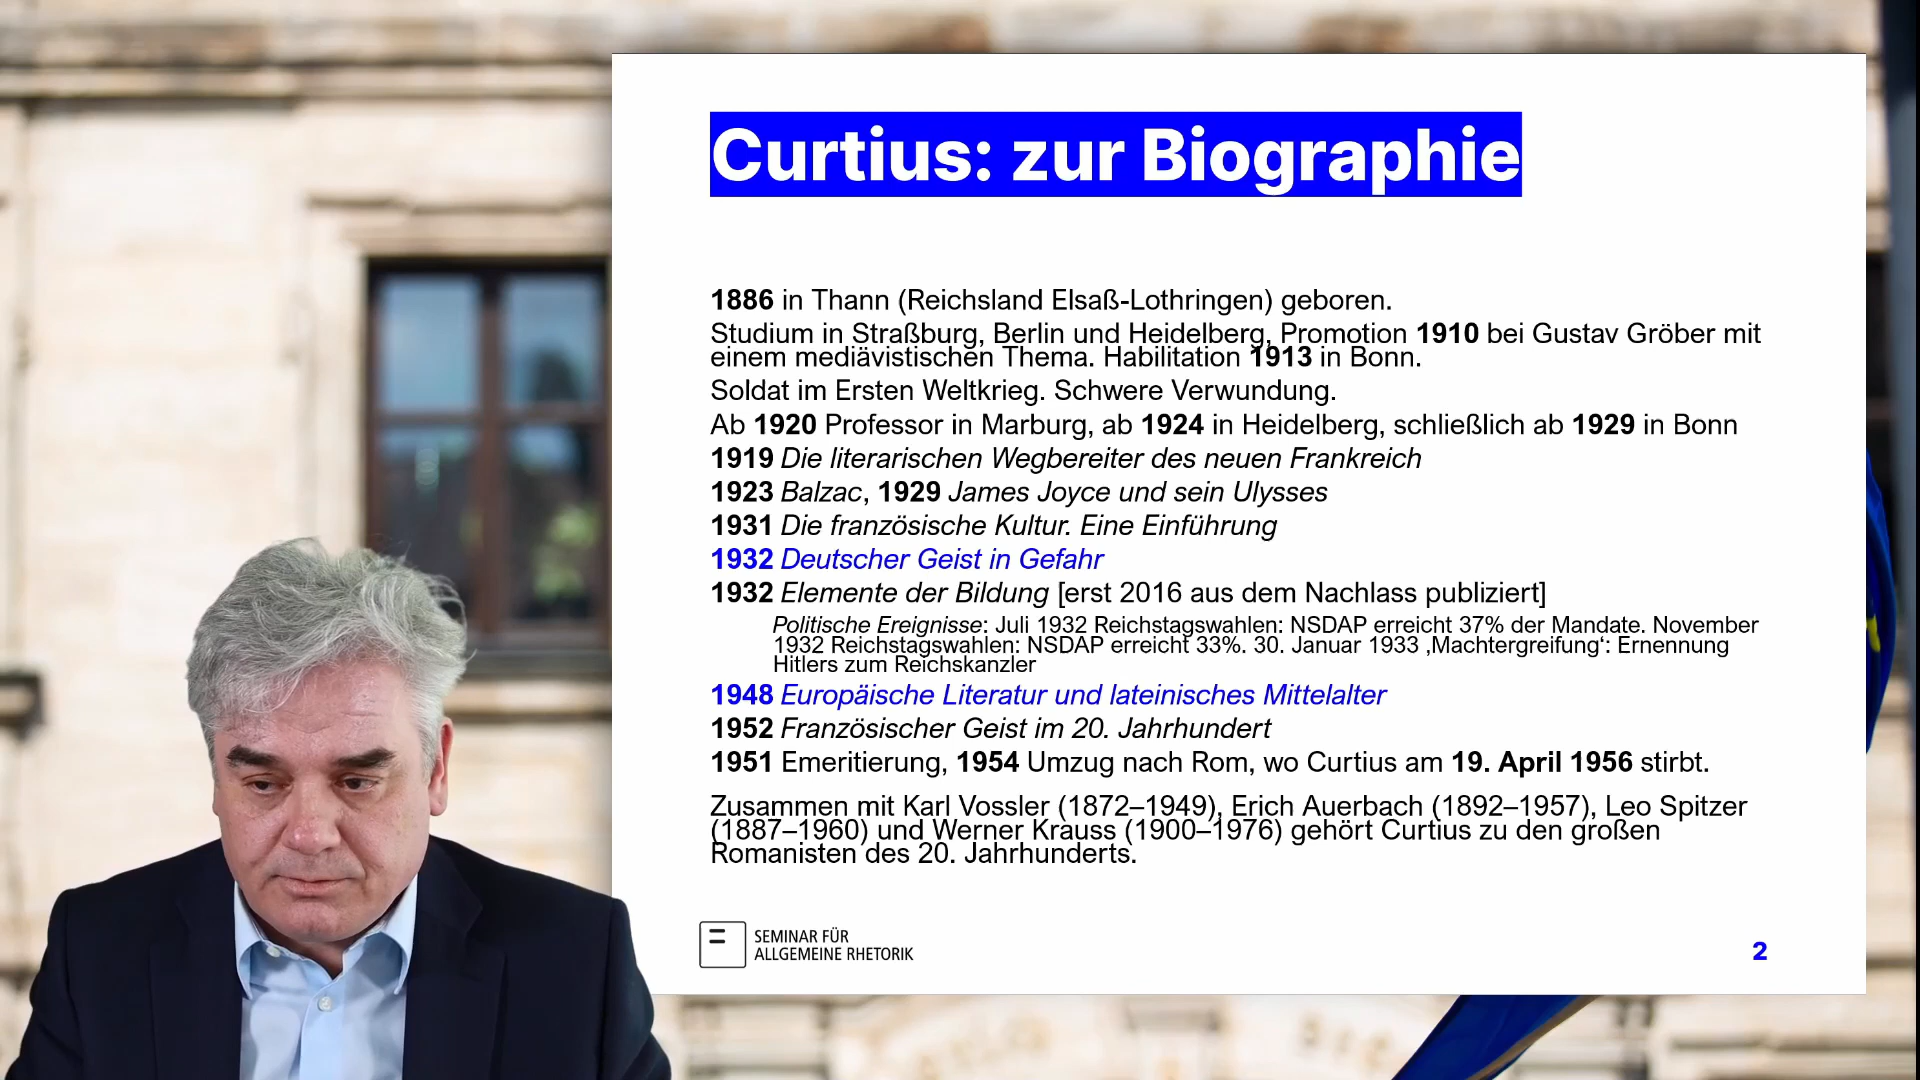 Curtius: zur Biographie
1886 in Thann (Reichsland Elsaß-Lothringen) geboren.
Studium in Straßburg, Berlin und Heidelberg, Promotion 1910 bei Gustav Gröber mit
einem mediävistischen Thema. Habilitation 1913 in Bonn.
Soldat im Ersten Weltkrieg. Schwere Verwundung.
Ab 1920 Professor in Marburg, ab 1924 in Heidelberg, schließlich ab 1929 in Bonn
1919 Die literarischen Wegbereiter des neuen Frankreich
1923 Balzac, 1929 James Joyce und sein Ulysses
1931 Die französische Kultur. Eine Einführung
1932 Deutscher Geist in Gefahr
1932 Elemente der Bildung [erst 2016 aus dem Nachlass publiziert]
Politische Ereignisse: Juli 1932 Reichstagswahlen: NSDAP erreicht 37% der Mandate. November
1932 Reichstagswahlen: NSDAP erreicht 33%. 30. Januar 1933 ‚Machtergreifung‘: Ernennung
Hitlers zum Reichskanzler
1948 Europäische Literatur und lateinisches Mittelalter
1952 Französischer Geist im 20. Jahrhundert
1951 Emeritierung, 1954 Umzug nach Rom, wo Curtius am 19. April 1956 stirbt.
Zusammen mit Karl Vossler (1872–1949), Erich Auerbach (1892–1957), Leo Spitzer
(1887–1960) und Werner Krauss (1900–1976) gehört Curtius zu den großen
Romanisten des 20. Jahrhunderts.
SEMINAR FÜR
ALLGEMEINE RHETORIK
2